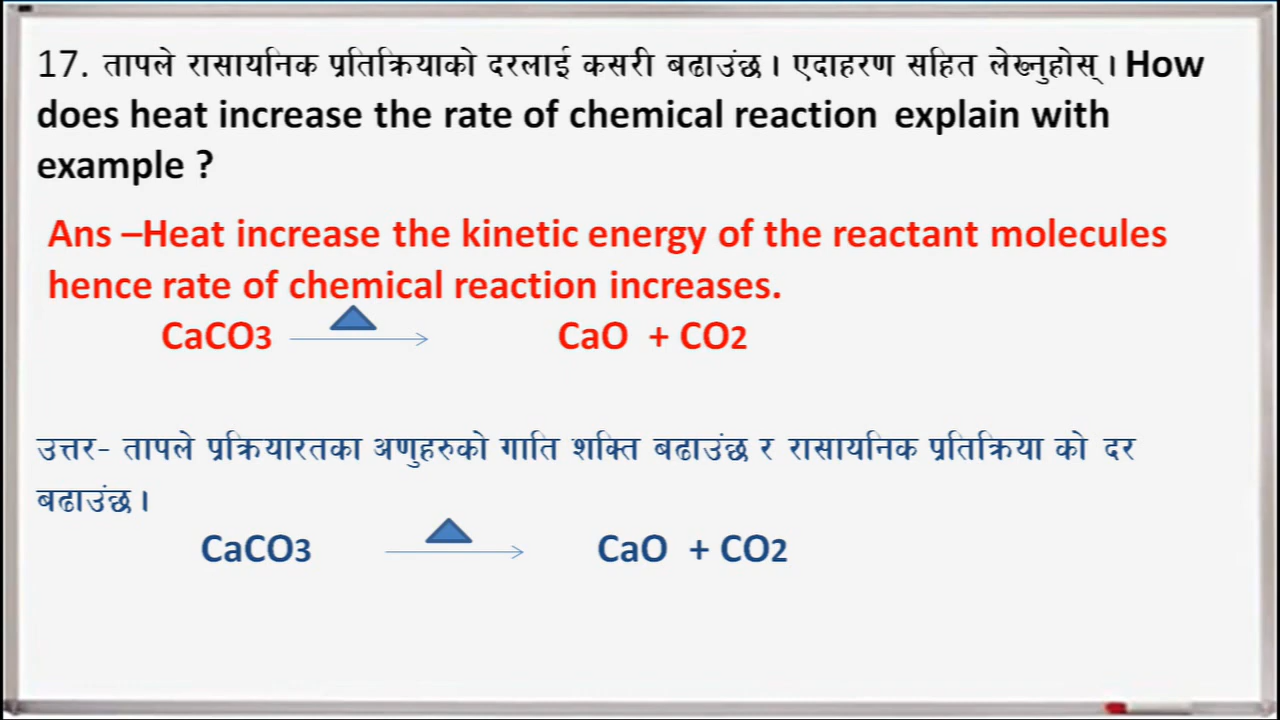 17. तापले रासायनिक प्रतिक्रियाको दरलाई कसरी बढाउंछ । एदाहरण सहित लेख्नुहोस् । How
does heat increase the rate of chemical reaction explain with
example ?
Ans –Heat increase the kinetic energy of the reactant molecules
hence rate of chemical reaction increases.
CaCO3 → CaO + CO2
उत्तर- तापले प्रक्रियारतका अणुहरुको गाति शक्ति बढाउंछ र रासायनिक प्रतिक्रिया को दर
बढाउंछ ।
CaCO3 → CaO + CO2